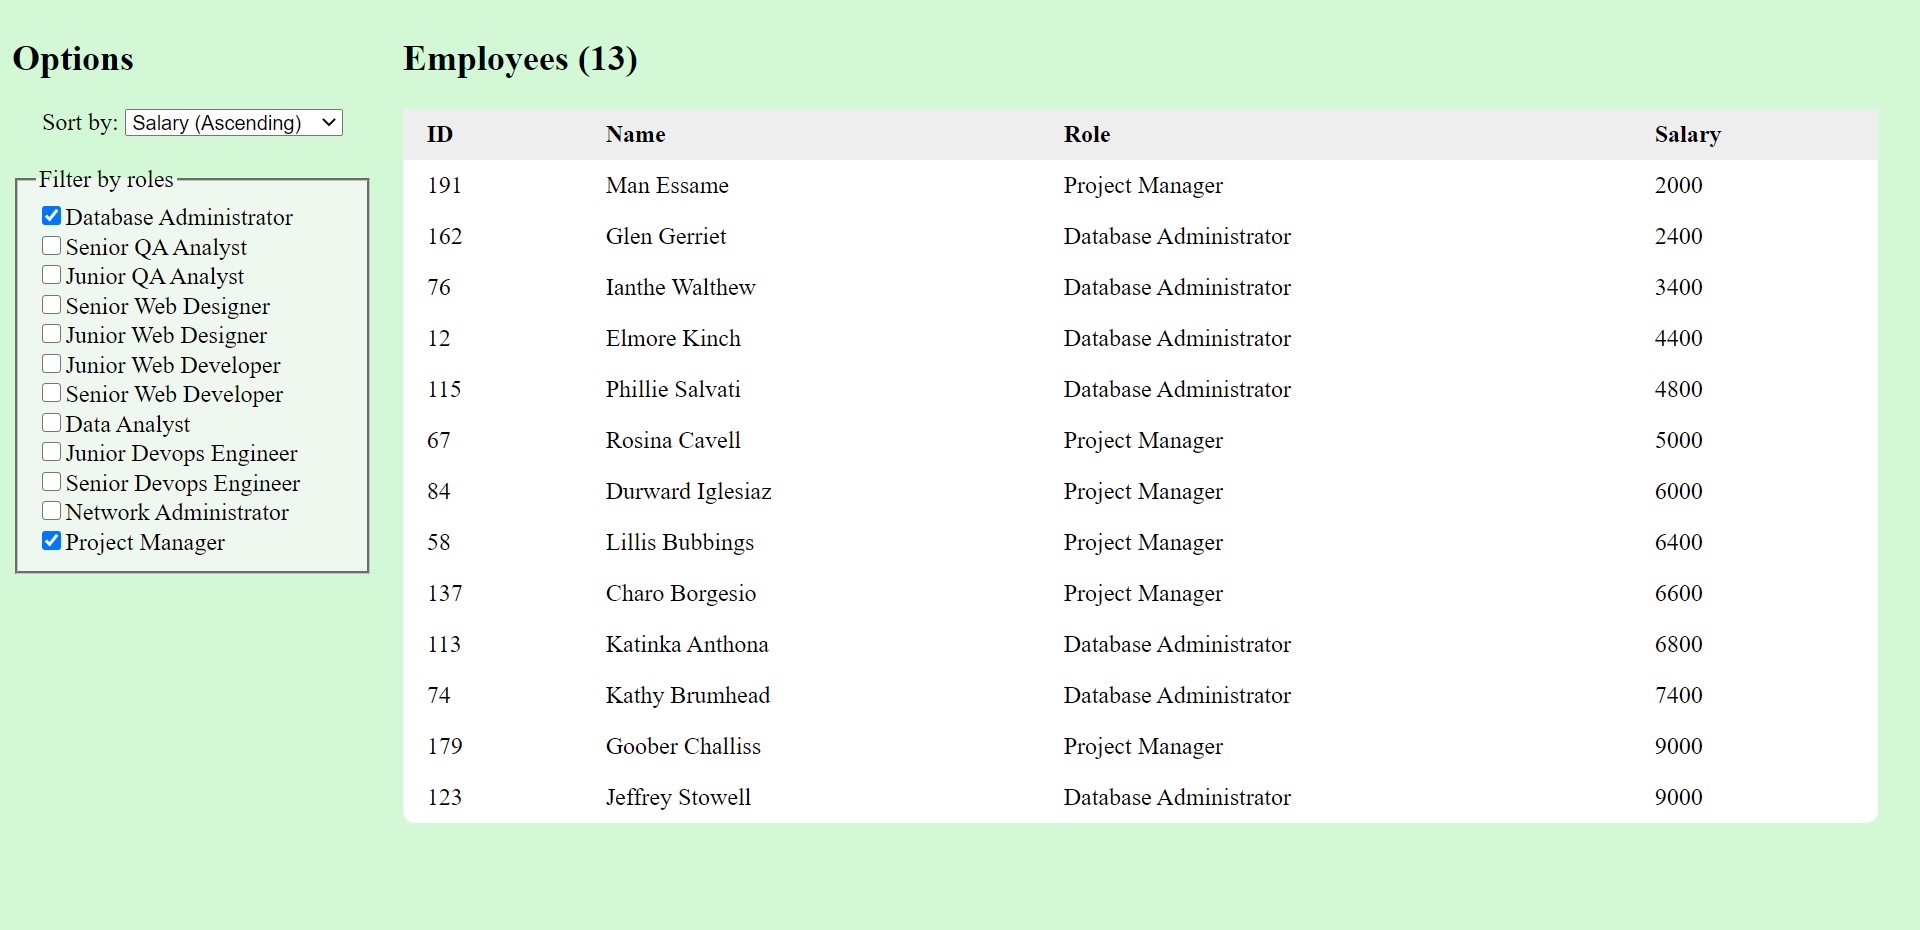 Options
Sort by: Salary (Ascending)
Filter by roles
Database Administrator
Senior QA Analyst
Junior QA Analyst
Senior Web Designer
Junior Web Designer
Junior Web Developer
Senior Web Developer
Data Analyst
Junior Devops Engineer
Senior Devops Engineer
Network Administrator
Project Manager
Employees (13)
ID Name Role Salary
191 Man Essame Project Manager 2000
162 Glen Gerriet Database Administrator 2400
76 Ianthe Walthew Database Administrator 3400
12 Elmore Kinch Database Administrator 4400
115 Phillie Salvati Database Administrator 4800
67 Rosina Cavell Project Manager 5000
84 Durward Iglesiaz Project Manager 6000
58 Lillis Bubbings Project Manager 6400
137 Charo Borgesio Project Manager 6600
113 Katinka Anthona Database Administrator 6800
74 Kathy Brumhead Database Administrator 7400
179 Goober Challiss Project Manager 9000
123 Jeffrey Stowell Database Administrator 9000